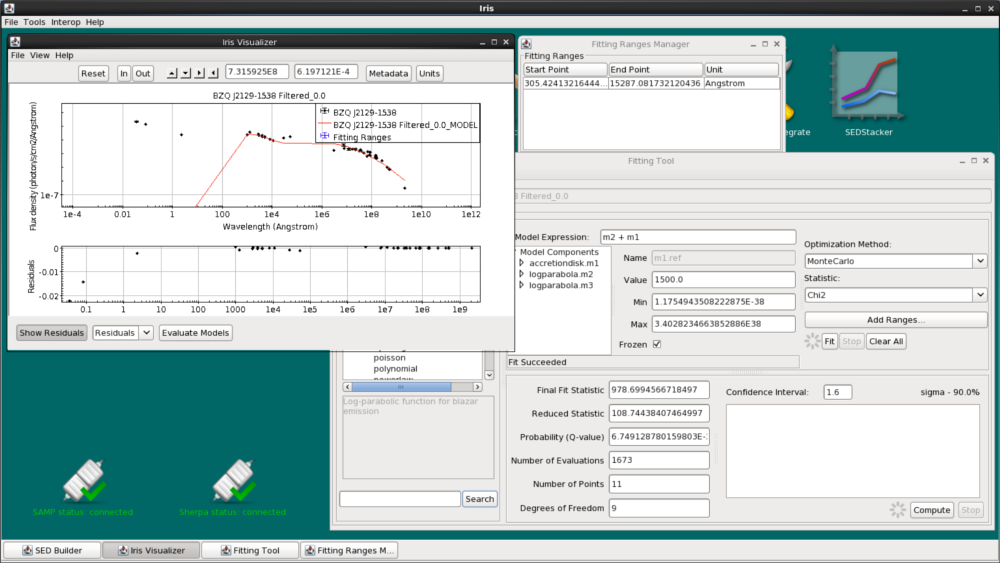 Iris
File Tools Interop Help
Iris Visualizer
File View Help
Reset In Out 7.315925E8 6.197121E-4 Metadata Units
BZQ J2129-1538 Filtered_0.0
BZQ J2129-1538
BZQ J2129-1538 Filtered_0.0_MODEL
Fitting Ranges
Flux density (photon/s/cm2/Angstrom)
1e-7
1e-4 0.01 1 100 1e4 1e6 1e8 1e10 1e12
Wavelength (Angstrom)
Residuals
0
-0.01
-0.02
0.1 1 10 100 1000 1e4 1e5 1e6 1e7 1e8 1e9
Show Residuals Residuals Evaluate Models
Fitting Ranges Manager
Fitting Ranges
Start Point End Point Unit
305.42413216444... 15287.081732120436 Angstrom
SEDStacker
Fitting Tool
Filtered_0.0
Model Expression: m2 + m1
Model Components
accretiondisk.m1
logparabola.m2
logparabola.m3
Name m1.ref
Value 1500.0
Min 1.1754943508222875E-38
Max 3.4028234663852886E38
Frozen
Optimization Method:
MonteCarlo
Statistic:
Chi2
Add Ranges...
Fit Stop Clear All
Fit Succeeded
poisson
polynomial
Log-parabolic function for blazar
emission
Search
Final Fit Statistic 978.6994566718497
Reduced Statistic 108.74438407464997
Probability (Q-value) 6.749128780159803E-
Number of Evaluations 1673
Number of Points 11
Degrees of Freedom 9
Confidence Interval: 1.6 sigma - 90.0%
Compute Stop
SAMP status: connected
Sherpa status: connected
SED Builder Iris Visualizer Fitting Tool Fitting Ranges M...